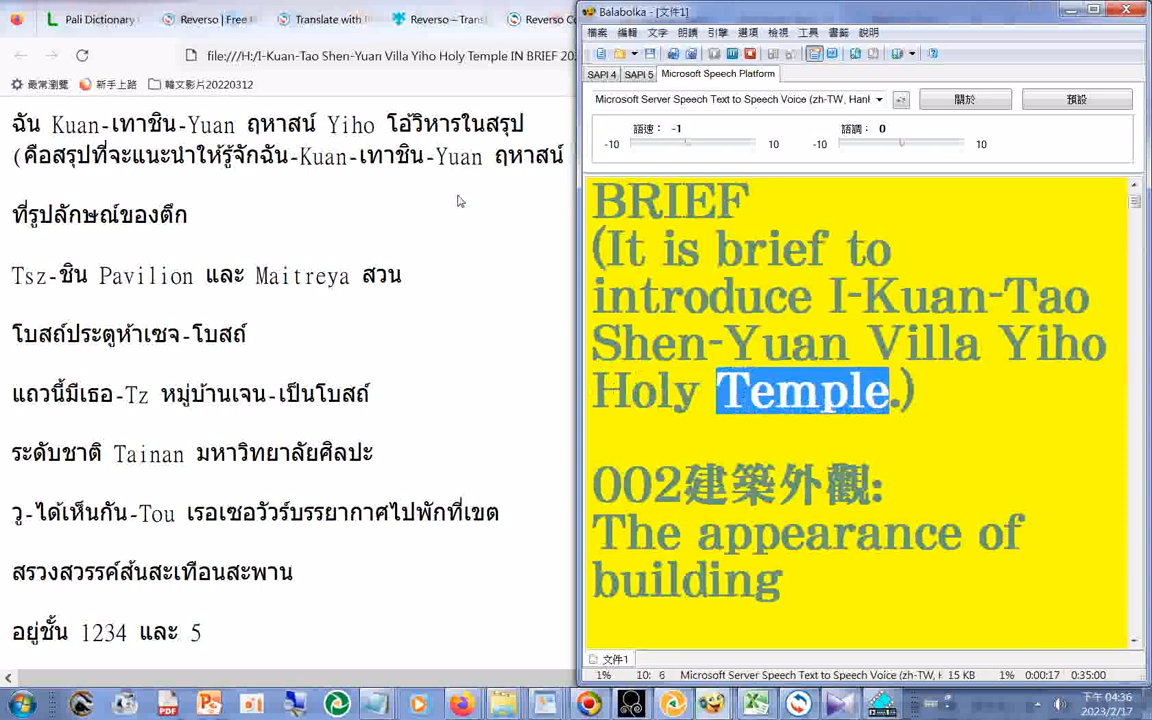 Pali Dictionary
Reverso | Free
Translate with
Reverso – Trans
Reverso Co
file:///H:/I-Kuan-Tao Shen-Yuan Villa Yiho Holy Temple IN BRIEF 20
最常瀏覽 新手上路 韓文影片20220312
ฉัน Kuan-เทาชิน-Yuan ฤหาสน์ Yiho โอ้วิหารในสรุป
(คือสรุปที่จะแนะนำให้รู้จักฉัน-Kuan-เทาชิน-Yuan ฤหาสน์
ที่รูปลักษณ์ของตึก
Tsz-ชิน Pavilion และ Maitreya สวน
โบสถ์ประตูห้าเซจ-โบสถ์
แถวนี้มีเธอ-Tz หมู่บ้านเจน-เป็นโบสถ์
ระดับชาติ Tainan มหาวิทยาลัยศิลปะ
วู-ได้เห็นกัน-Tou เรอเซอวัวร์บรรยากาศไปพักที่เขต
สรวงสวรรค์ส้นสะเทือนสะพาน
อยู่ชั้น 1234 และ 5
Balabolka - [文件1]
檔案 編輯 文字 朗讀 引擎 選項 檢視 工具 書籤 說明
SAPI 4 SAPI 5 Microsoft Speech Platform
Microsoft Server Speech Text to Speech Voice (zh-TW, Hanl
關於 預設
語速： -1 語調： 0
-10 10 -10 10
BRIEF
(It is brief to
introduce I-Kuan-Tao
Shen-Yuan Villa Yiho
Holy Temple.)
002建築外觀:
The appearance of
building
文件1
1% 10: 6 Microsoft Server Speech Text to Speech Voice (zh-TW, H 15 KB 1% 0:00:17 0:35:00
下午 04:36
2023/2/17